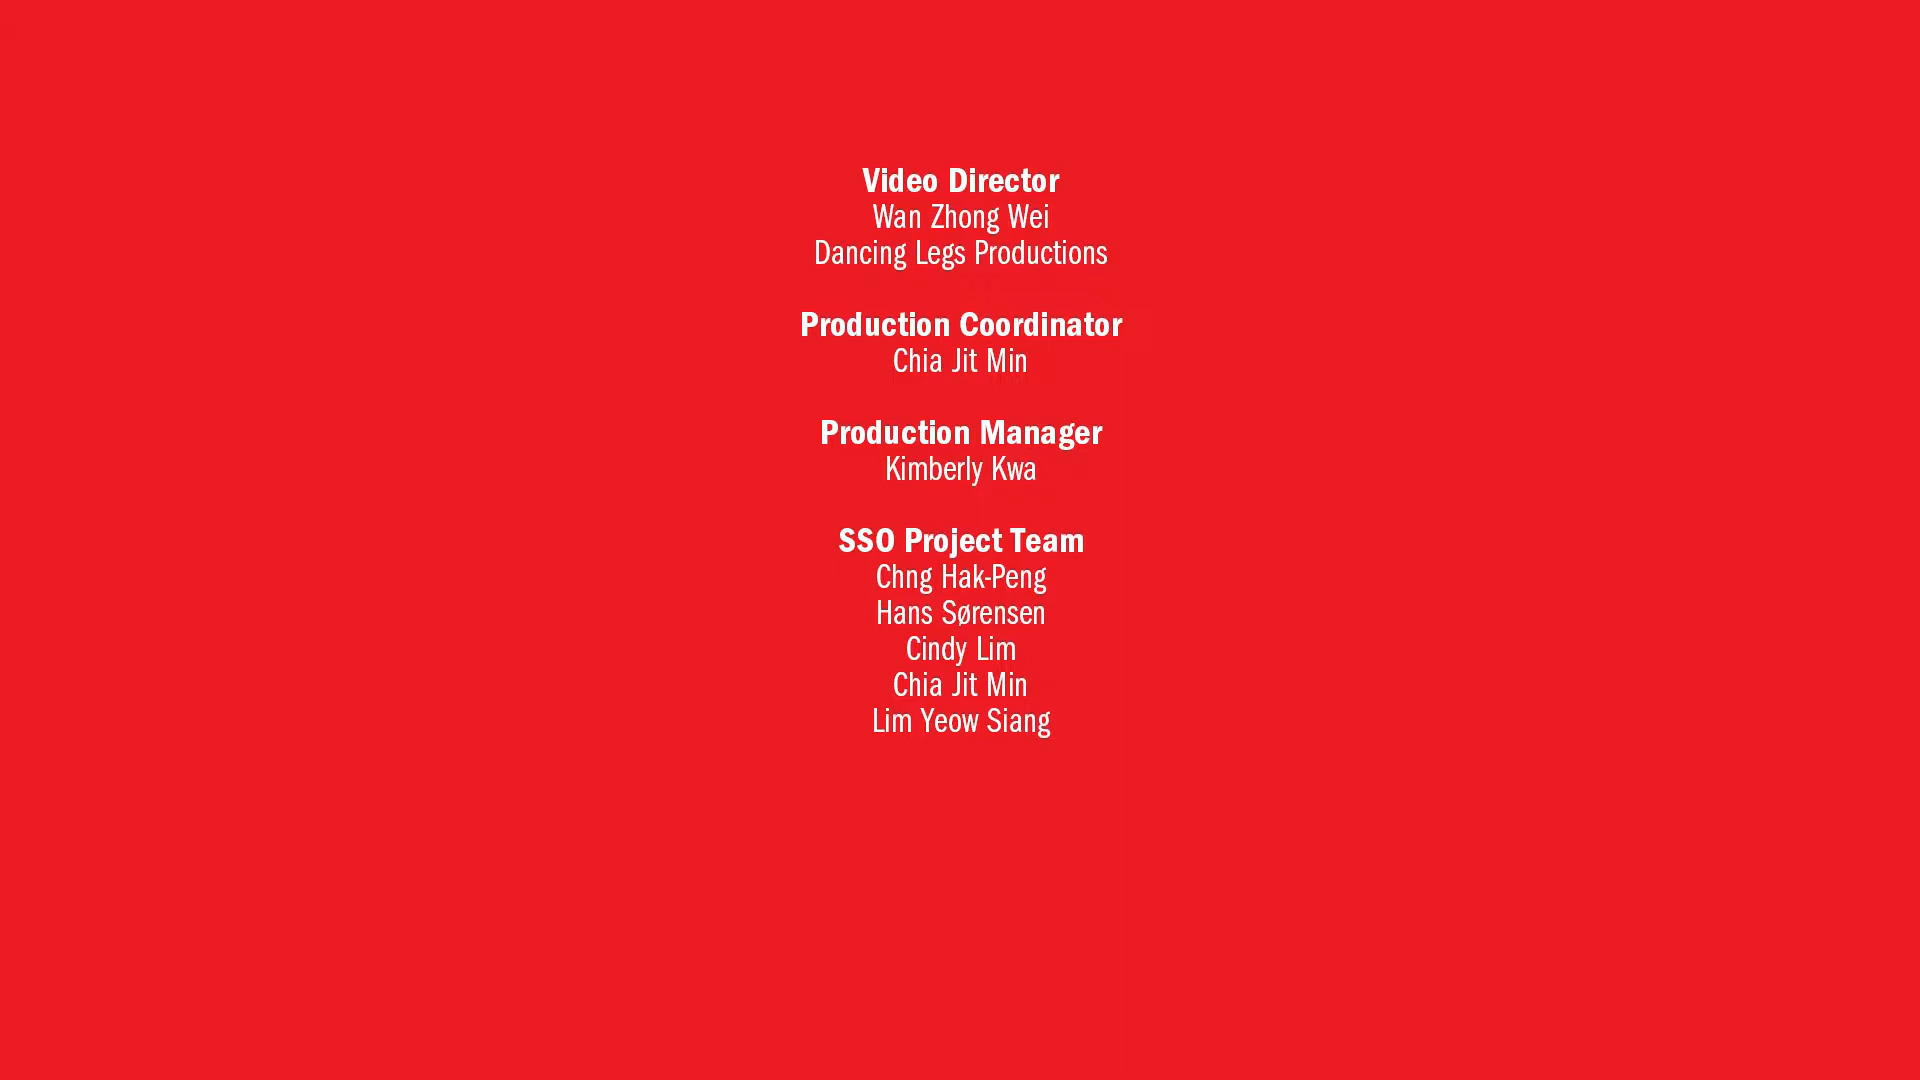 Video Director
Wan Zhong Wei
Dancing Legs Productions
Production Coordinator
Chia Jit Min
Production Manager
Kimberly Kwa
SSO Project Team
Chng Hak-Peng
Hans Sørensen
Cindy Lim
Chia Jit Min
Lim Yeow Siang